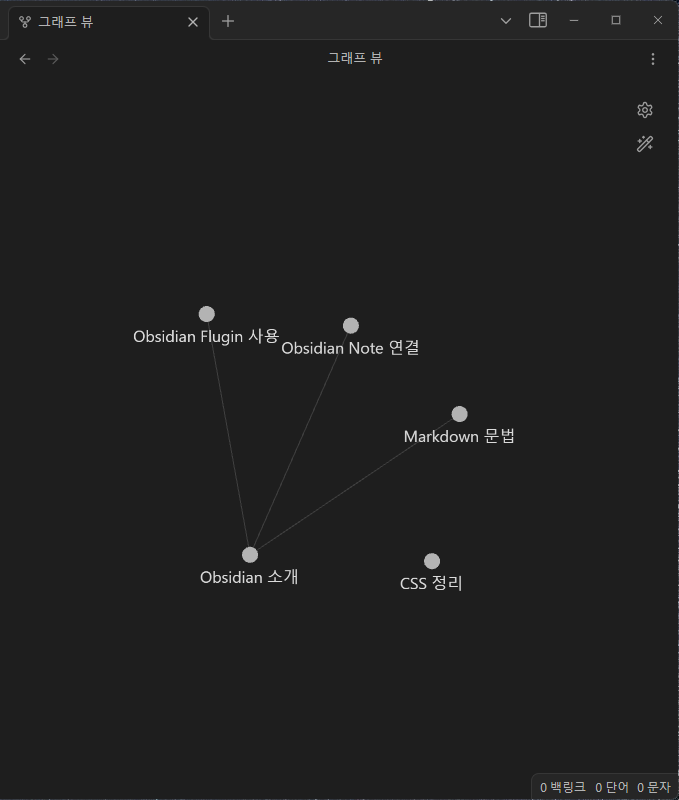 그래프 뷰
그래프 뷰
Obsidian Flugin 사용
Obsidian Note 연결
Markdown 문법
Obsidian 소개
CSS 정리
0 백링크 0 단어 0 문자